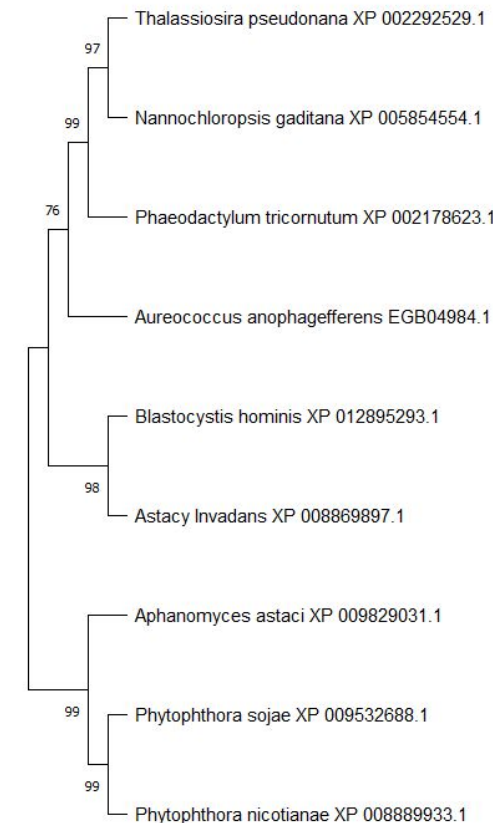 Thalassiosira pseudonana XP 002292529.1
97
Nannochloropsis gaditana XP 005854554.1
99
Phaeodactylum tricornutum XP 002178623.1
76
Aureococcus anophagefferens EGB04984.1
Blastocystis hominis XP 012895293.1
98
Astacy Invadans XP 008869897.1
Aphanomyces astaci XP 009829031.1
99
Phytophthora sojae XP 009532688.1
99
Phytophthora nicotianae XP 008889933.1